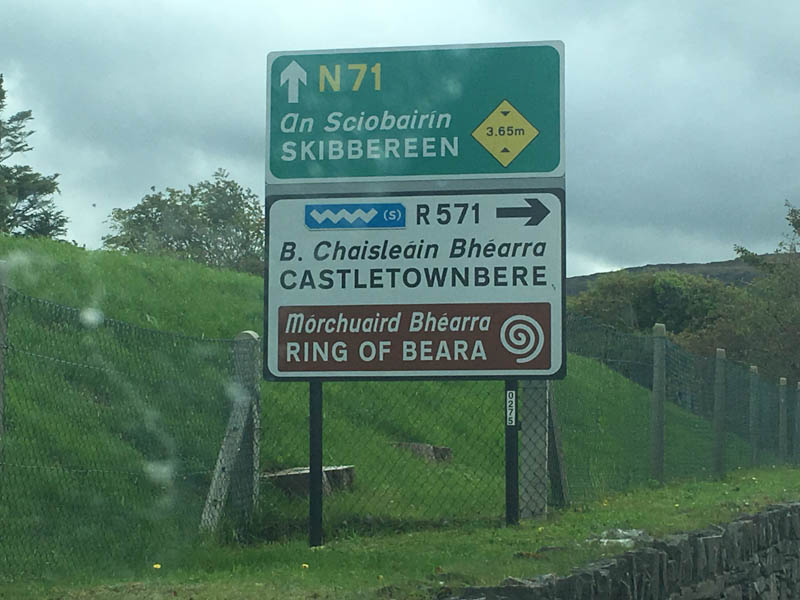 N71
An Sciobairín
SKIBBEREEN
3.65m
(S) R571
B. Chaisleáin Bhéarra
CASTLETOWNBERE
Mórchuaird Bhéarra
RING OF BEARA
0275